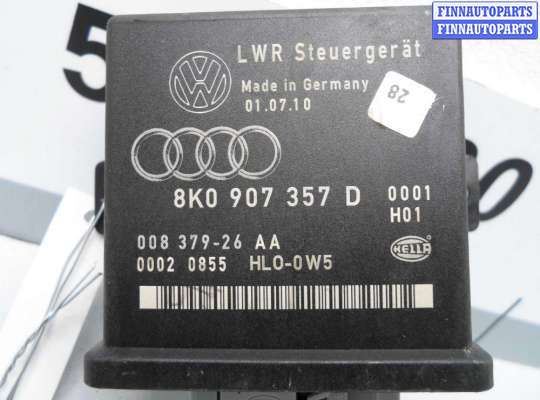 FINNAUTOPARTS
FINNAUTOPARTS
FINNAUTOPARTS
LWR Steuergerät
Made in Germany
01.07.10
28
8K0 907 357 D 0001
H01
008 379-26 AA
0002 0855 HLO-0W5
HELLA